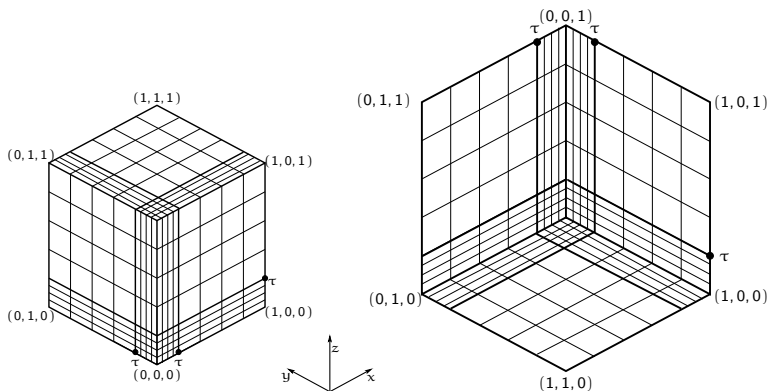 (0, 0, 1)
τ
τ
(1, 1, 1)
(0, 1, 1)
(1, 0, 1)
(0, 1, 1)
(1, 0, 1)
τ
τ
(0, 1, 0)
(1, 0, 0)
(0, 1, 0)
(1, 0, 0)
τ
τ
(0, 0, 0)
z
y
x
(1, 1, 0)